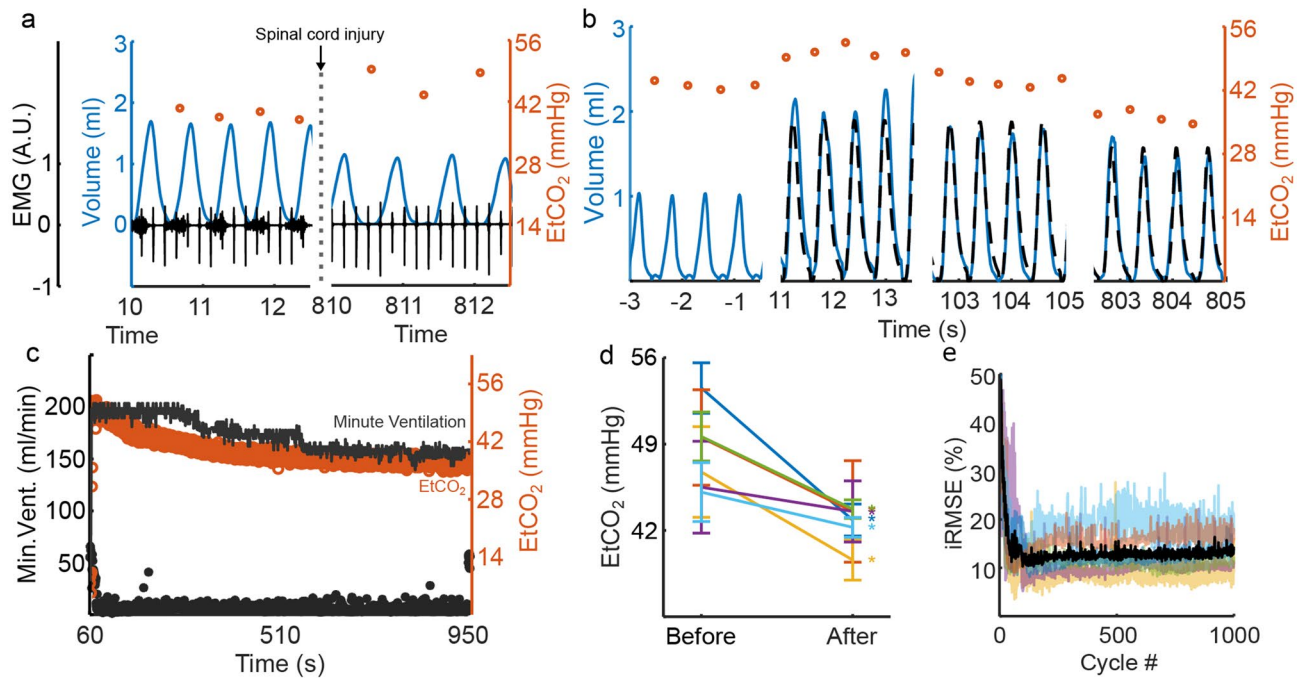 a
Spinal cord injury
EMG (A.U.)
1
0
-1
Volume (ml)
3
2
1
0
10
11
12
810
811
812
Time
Time
56
42
28
14
EtCO2 (mmHg)
b
Volume (ml)
3
2
1
-3
-2
-1
11
12
13
103
104
105
803
804
805
Time (s)
56
42
28
14
EtCO2 (mmHg)
c
Min.Vent. (ml/min)
200
150
100
50
60
510
950
Time (s)
Minute Ventilation
EtCO2
56
42
28
14
EtCO2 (mmHg)
d
EtCO2 (mmHg)
56
49
42
Before
After
*
*
*
*
*
e
iRMSE (%)
50
40
30
20
10
0
500
1000
Cycle #